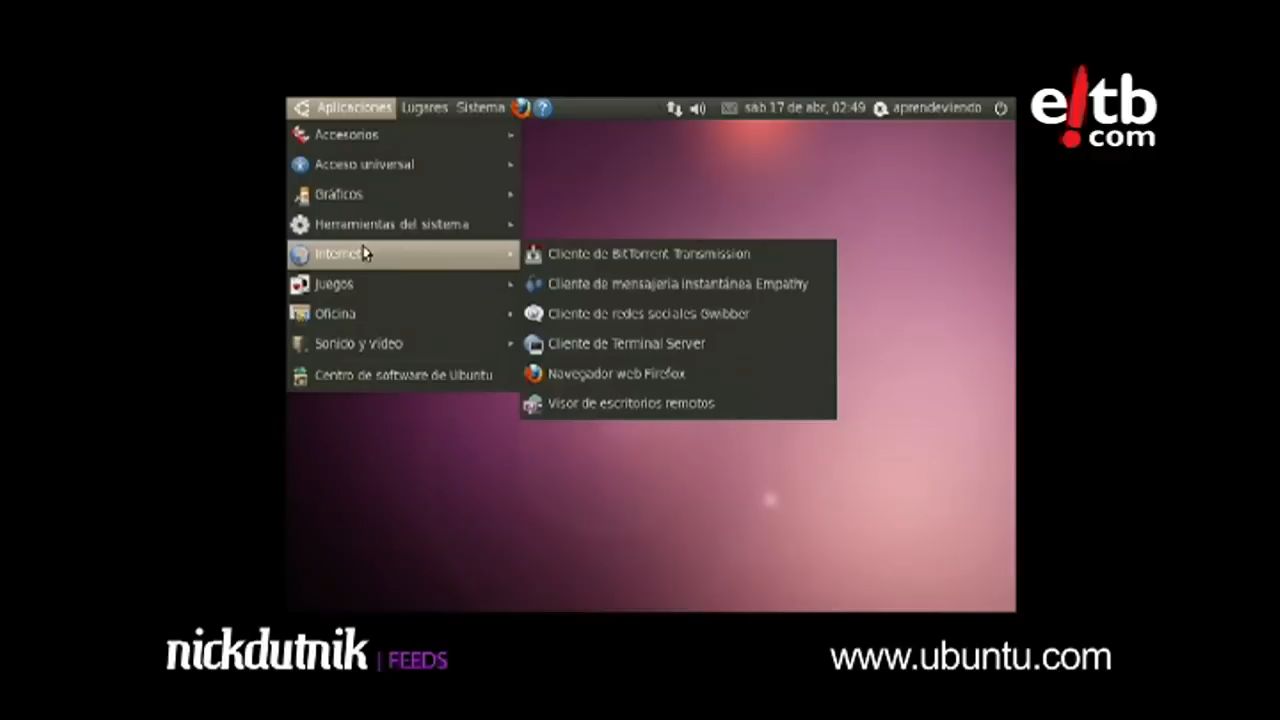 e!tb
.com
Aplicaciones Lugares Sistema sáb 17 de abr, 02:49 aprendeviendo
Accesorios
Acceso universal
Gráficos
Herramientas del sistema
Internet
Juegos
Oficina
Sonido y vídeo
Centro de software de Ubuntu
Cliente de BitTorrent Transmission
Cliente de mensajería instantánea Empathy
Cliente de redes sociales Gwibber
Cliente de Terminal Server
Navegador web Firefox
Visor de escritorios remotos
nickdutnik | FEEDS
www.ubuntu.com